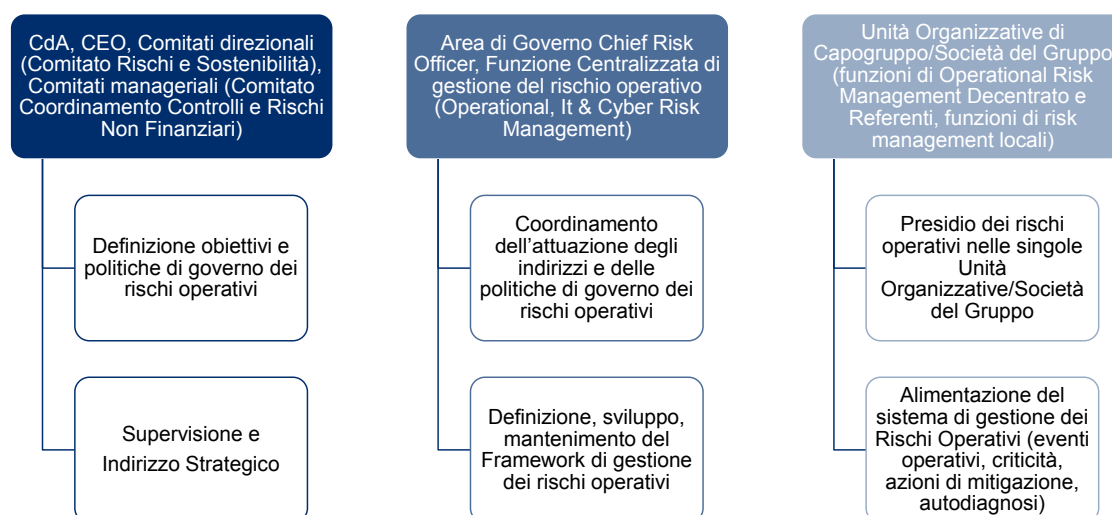 CdA, CEO, Comitati direzionali
(Comitato Rischi e Sostenibilità),
Comitati manageriali (Comitato
Coordinamento Controlli e Rischi
Non Finanziari)
Definizione obiettivi e
politiche di governo dei
rischi operativi
Supervisione e
Indirizzo Strategico
Area di Governo Chief Risk
Officer, Funzione Centralizzata di
gestione del rischio operativo
(Operational, It & Cyber Risk
Management)
Coordinamento
dell'attuazione degli
indirizzi e delle
politiche di governo dei
rischi operativi
Definizione, sviluppo,
mantenimento del
Framework di gestione
dei rischi operativi
Unità Organizzative di
Capogruppo/Società del Gruppo
(funzioni di Operational Risk
Management Decentrato e
Referenti, funzioni di risk
management locali)
Presidio dei rischi
operativi nelle singole
Unità
Organizzative/Società
del Gruppo
Alimentazione del
sistema di gestione dei
Rischi Operativi (eventi
operativi, criticità,
azioni di mitigazione,
autodiagnosi)